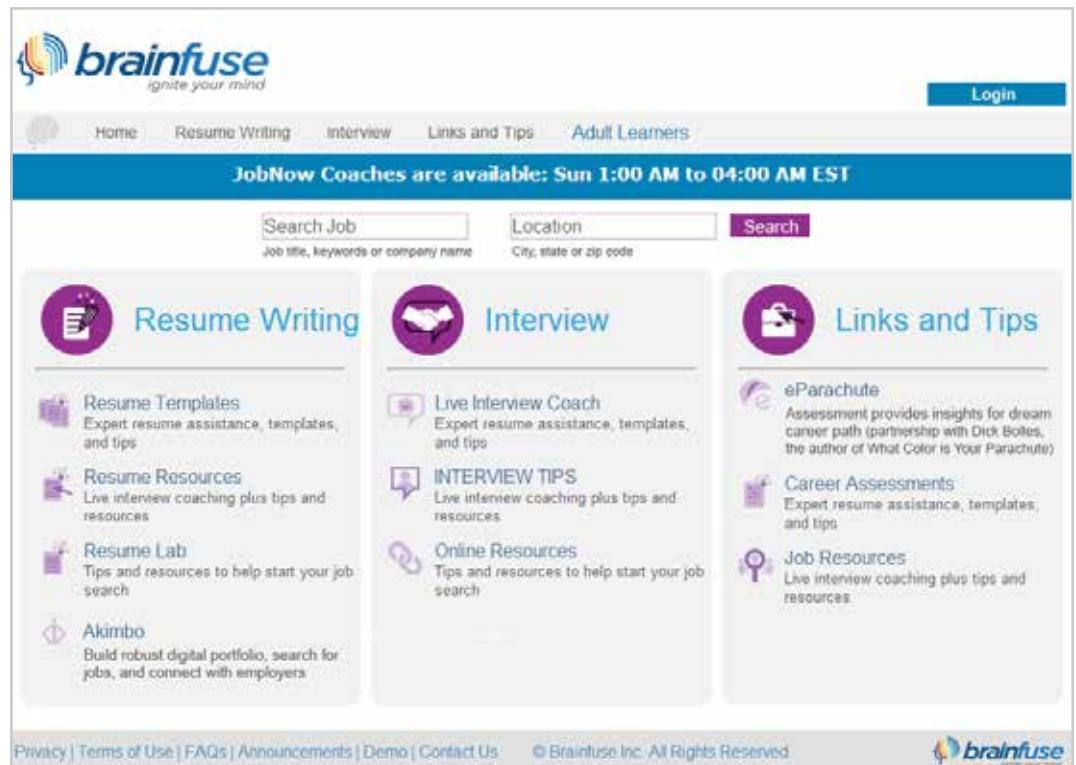 brainfuse
ignite your mind
Login
Home Resume Writing Interview Links and Tips Adult Learners
JobNow Coaches are available: Sun 1:00 AM to 04:00 AM EST
Search Job Location Search
Job title, keywords or company name City, state or zip code
Resume Writing
Resume Templates
Expert resume assistance, templates,
and tips
Resume Resources
Live interview coaching plus tips and
resources
Resume Lab
Tips and resources to help start your job
search
Akimbo
Build robust digital portfolio, search for
jobs, and connect with employers
Interview
Live Interview Coach
Expert resume assistance, templates,
and tips
INTERVIEW TIPS
Live interview coaching plus tips and
resources
Online Resources
Tips and resources to help start your job
search
Links and Tips
eParachute
Assessment provides insights for dream
career path (partnership with Dick Bolles,
the author of What Color is Your Parachute)
Career Assessments
Expert resume assistance, templates,
and tips
Job Resources
Live interview coaching plus tips and
resources
Privacy | Terms of Use | FAQs | Announcements | Demo | Contact Us © Brainfuse Inc. All Rights Reserved brainfuse